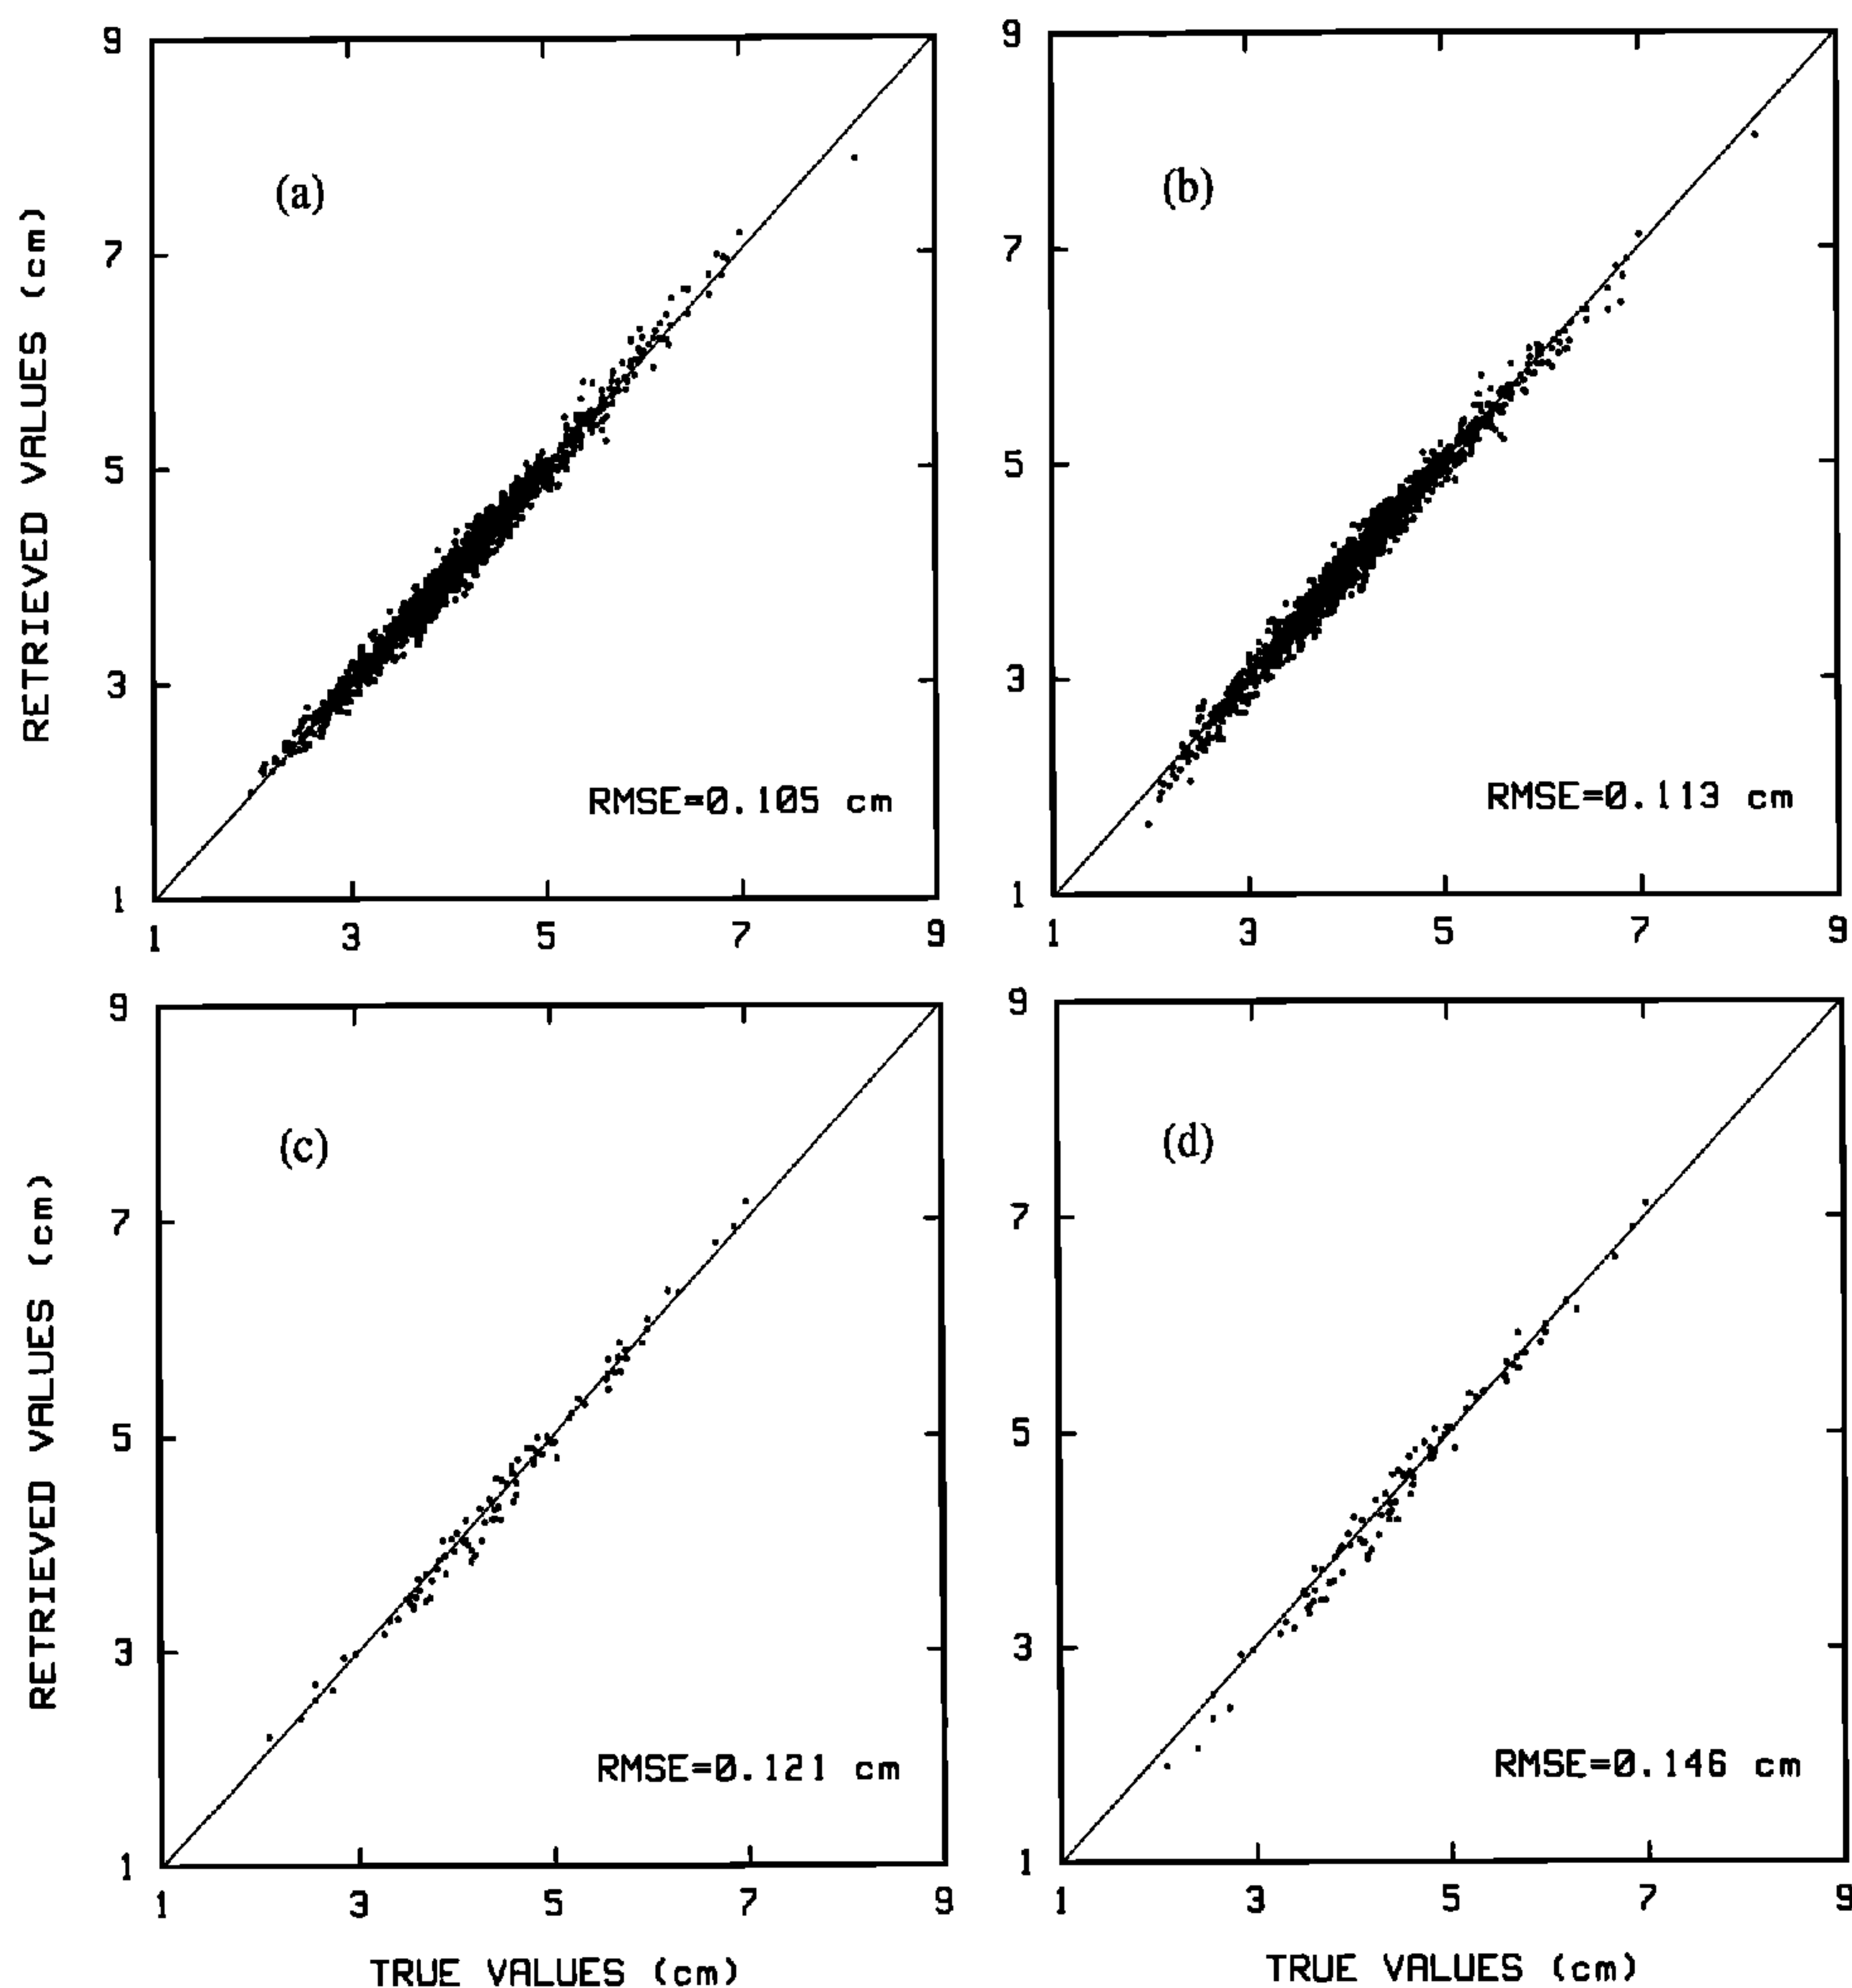 RETRIEVED VALUES (cm)
9
7
5
3
1
(a)
RMSE=0.105 cm
1 3 5 7 9
9
7
5
3
1
(b)
RMSE=0.113 cm
1 3 5 7 9
RETRIEVED VALUES (cm)
9
7
5
3
1
(c)
RMSE=0.121 cm
1 3 5 7 9
TRUE VALUES (cm)
9
7
5
3
1
(d)
RMSE=0.146 cm
1 3 5 7 9
TRUE VALUES (cm)